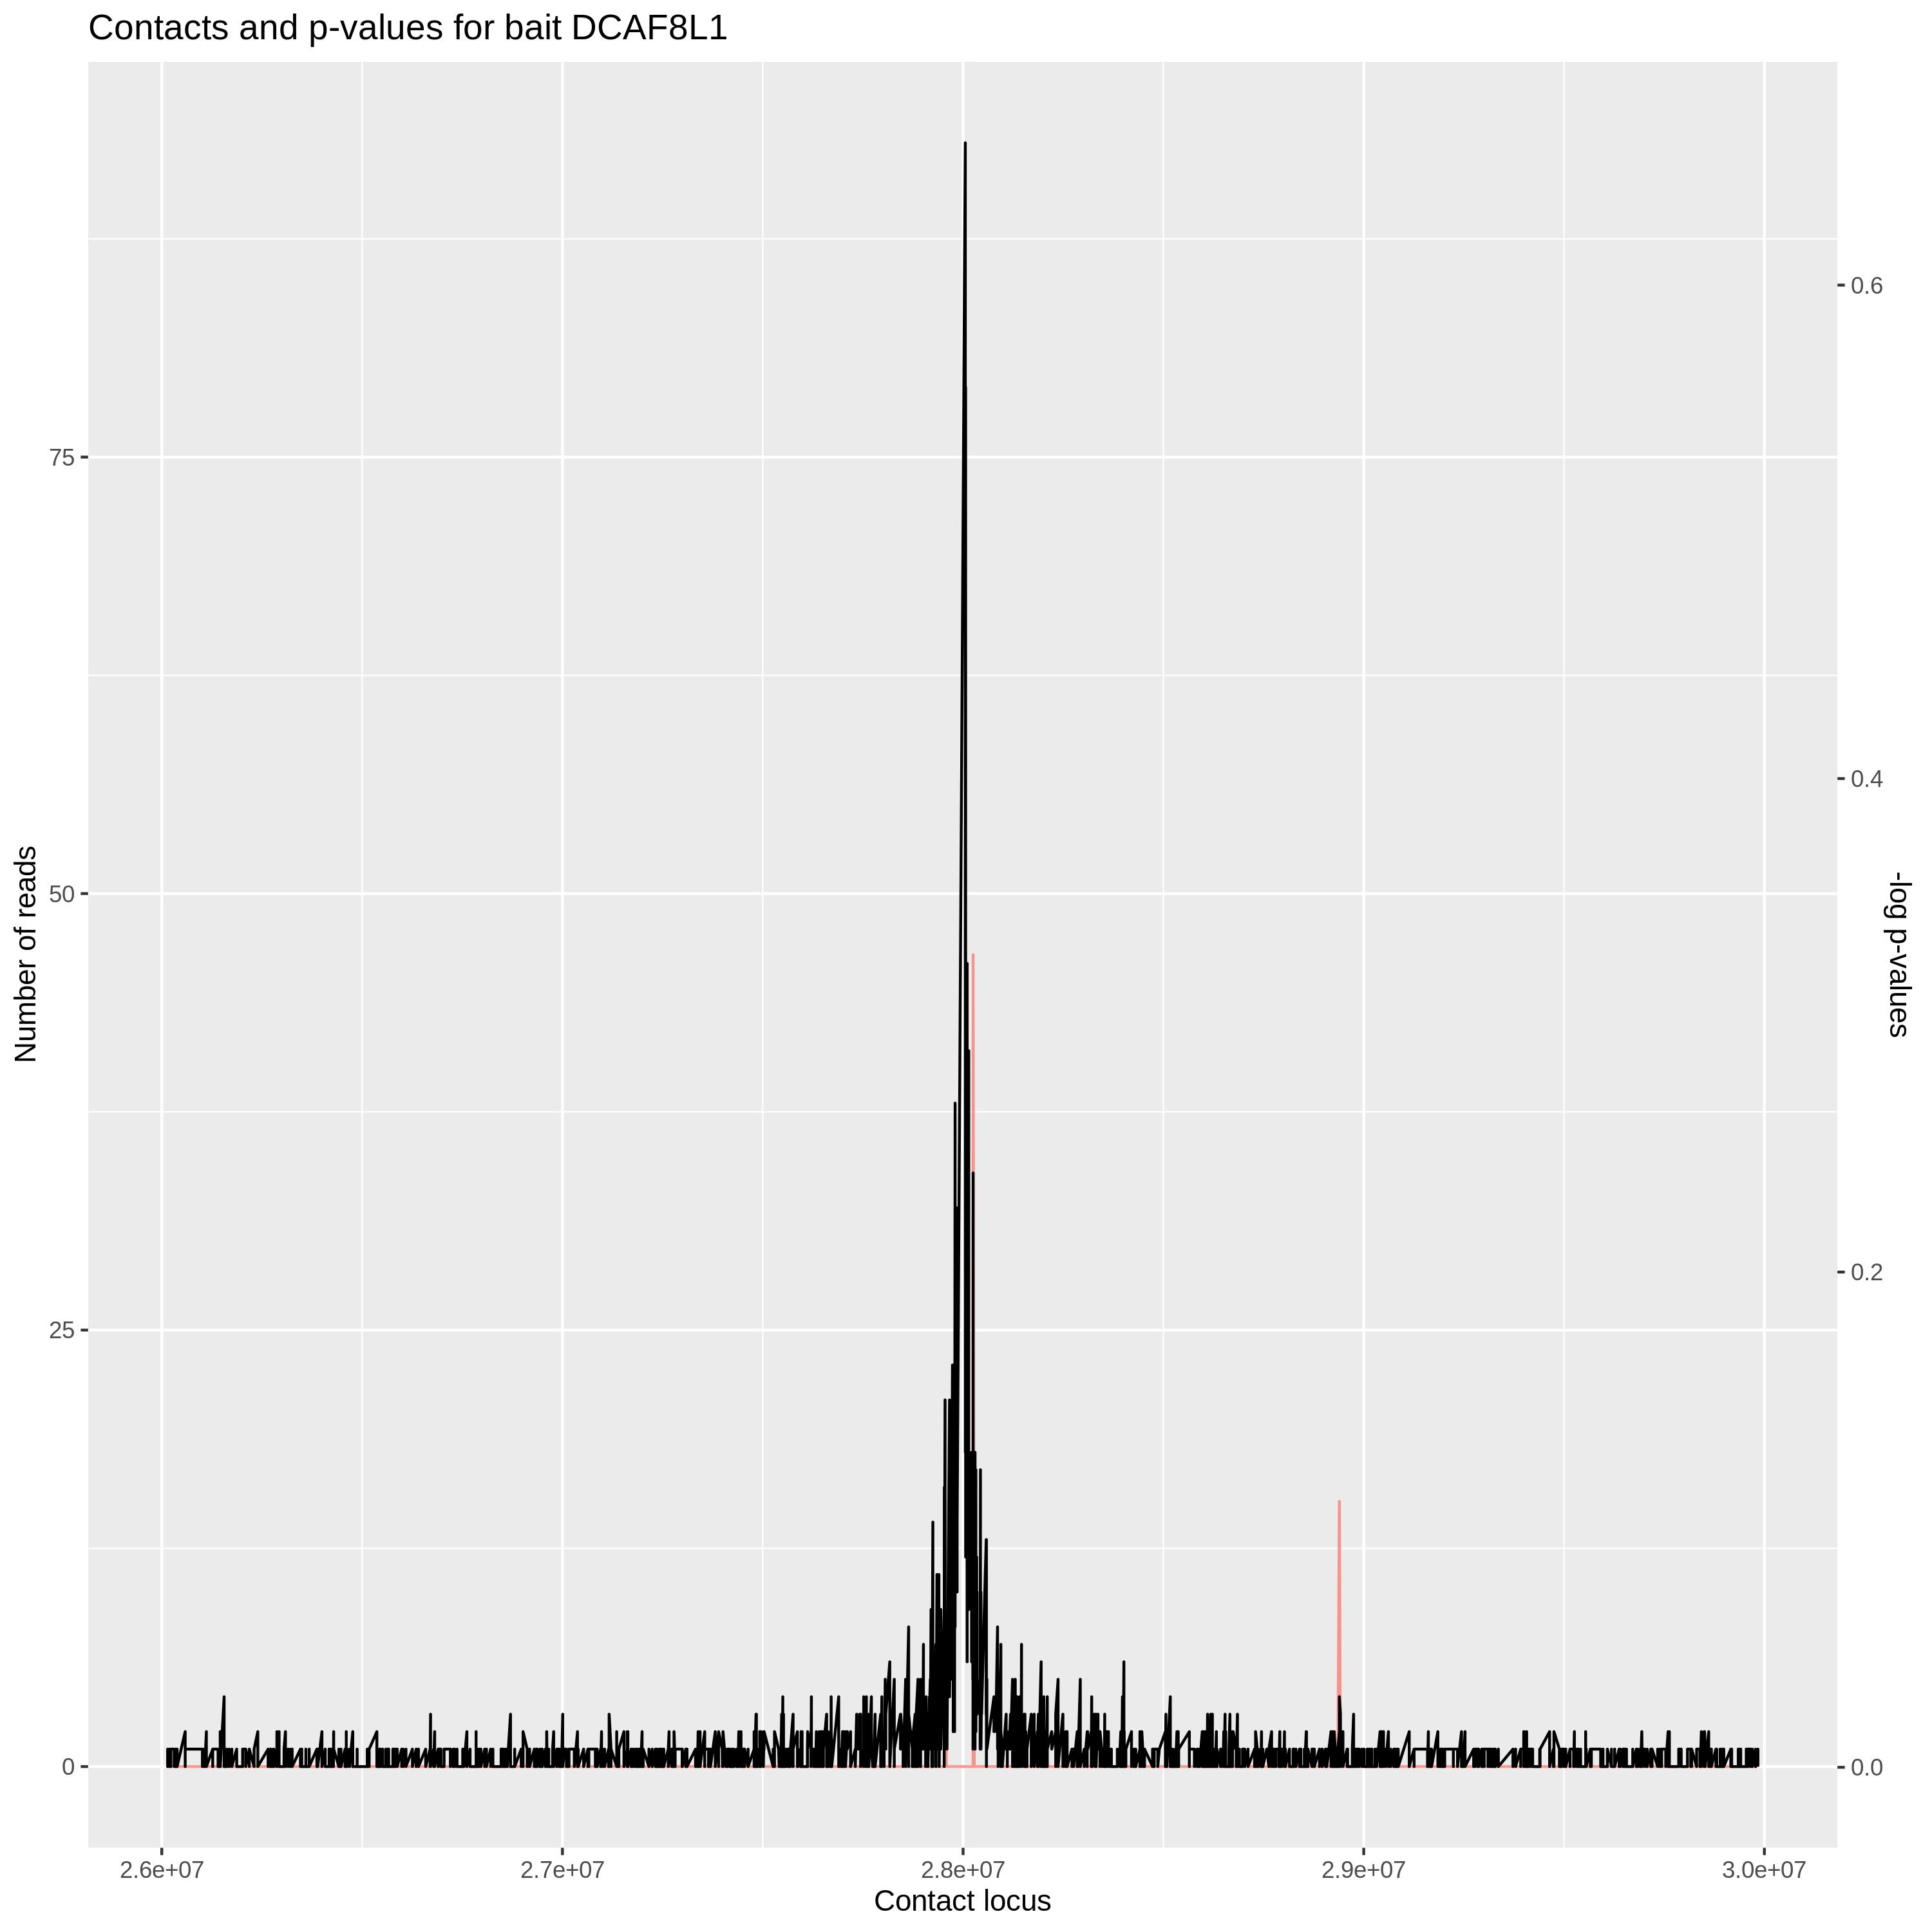 Contacts and p-values for bait DCAF8L1
Number of reads
75
50
25
0
0.6
0.4
0.2
0.0
-log p-values
2.6e+07
2.7e+07
2.8e+07
2.9e+07
3.0e+07
Contact locus